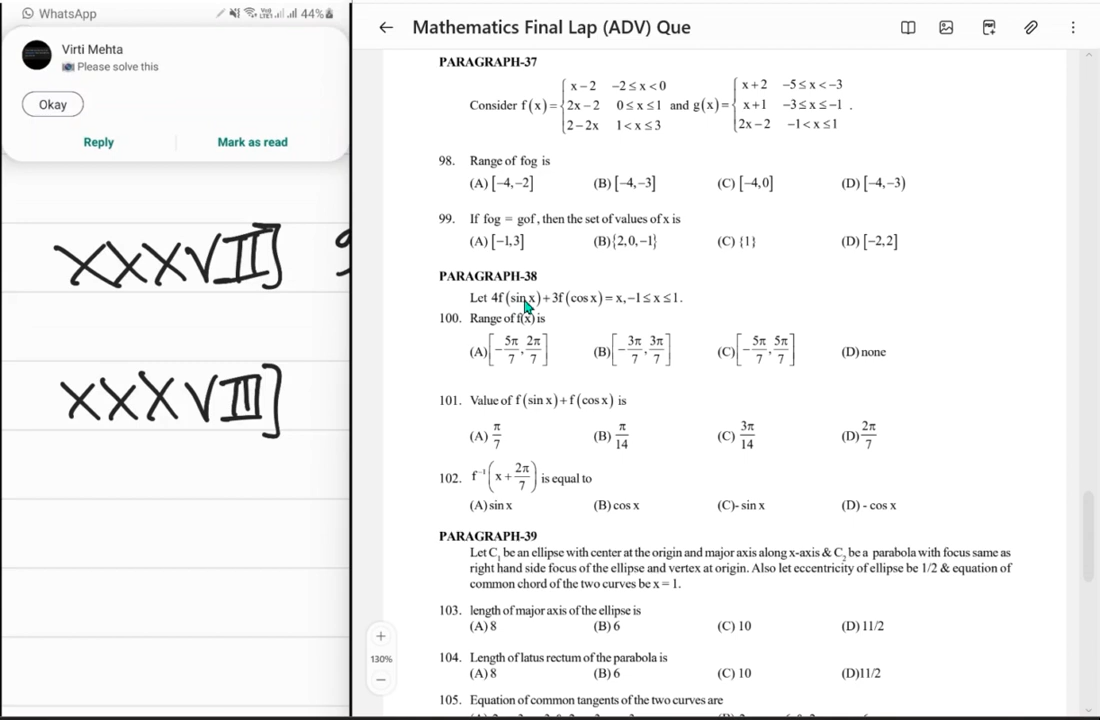 WhatsApp 44%
Virti Mehta
Please solve this
Okay
Reply Mark as read
XXXVII]
XXXVIII]
Mathematics Final Lap (ADV) Que
PARAGRAPH-37
Consider f(x) = { x−2 −2≤x<0; 2x−2 0≤x≤1; 2−2x 1<x≤3 and g(x) = { x+2 −5≤x<−3; x+1 −3≤x≤−1; 2x−2 −1<x≤1 .
98. Range of fog is
(A) [−4,−2] (B) [−4,−3] (C) [−4,0] (D) [−4,−3)
99. If fog = gof, then the set of values of x is
(A) [−1,3] (B) {2,0,−1} (C) {1} (D) [−2,2]
PARAGRAPH-38
Let 4f(sin x)+3f(cos x) = x, −1≤x≤1.
100. Range of f(x) is
(A) [−5π/7, 2π/7] (B) [−3π/7, 3π/7] (C) [−5π/7, 5π/7] (D) none
101. Value of f(sin x)+f(cos x) is
(A) π/7 (B) π/14 (C) 3π/14 (D) 2π/7
102. f⁻¹(x + 2π/7) is equal to
(A) sin x (B) cos x (C)- sin x (D) - cos x
PARAGRAPH-39
Let C₁ be an ellipse with center at the origin and major axis along x-axis & C₂ be a parabola with focus same as
right hand side focus of the ellipse and vertex at origin. Also let eccentricity of ellipse be 1/2 & equation of
common chord of the two curves be x = 1.
103. length of major axis of the ellipse is
(A) 8 (B) 6 (C) 10 (D) 11/2
104. Length of latus rectum of the parabola is
(A) 8 (B) 6 (C) 10 (D)11/2
105. Equation of common tangents of the two curves are
130%